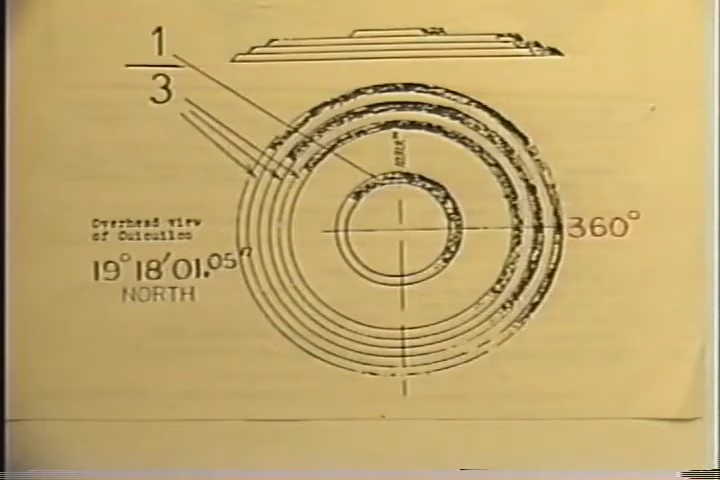 1
3
360°
Overhead view
of Cuicuilco
19° 18′ 01.05″
NORTH